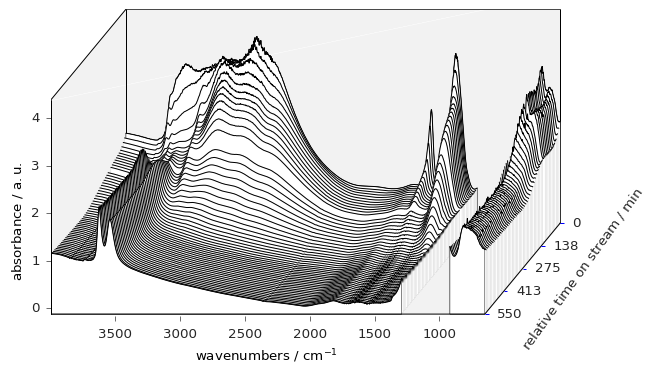 4
3
2
1
0
absorbance / a. u.
3500 3000 2500 2000 1500 1000
wavenumbers / cm⁻¹
0
138
275
413
550
relative time on stream / min